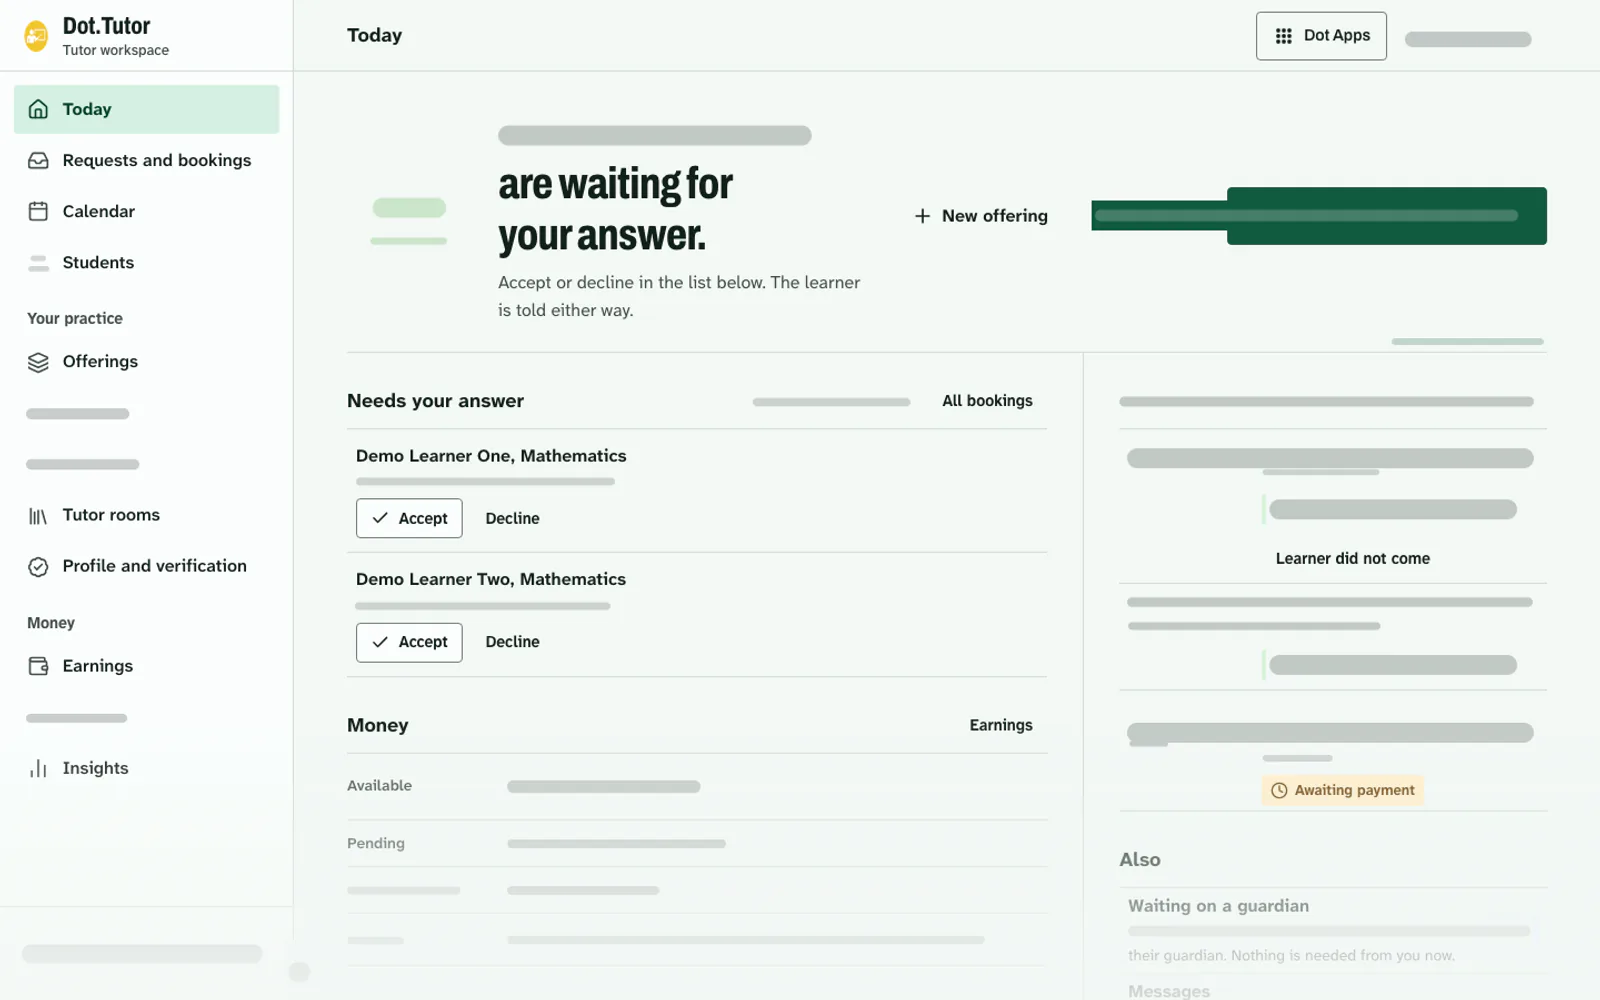 Dot.Tutor
Tutor workspace
Today
Requests and bookings
Calendar
Students
Your practice
Offerings
Tutor rooms
Profile and verification
Money
Earnings
Insights
Today
Dot Apps
are waiting for
your answer.
Accept or decline in the list below. The learner
is told either way.
New offering
Needs your answer
All bookings
Demo Learner One, Mathematics
Accept
Decline
Demo Learner Two, Mathematics
Accept
Decline
Money
Earnings
Available
Pending
Learner did not come
Awaiting payment
Also
Waiting on a guardian
their guardian. Nothing is needed from you now.
Messages